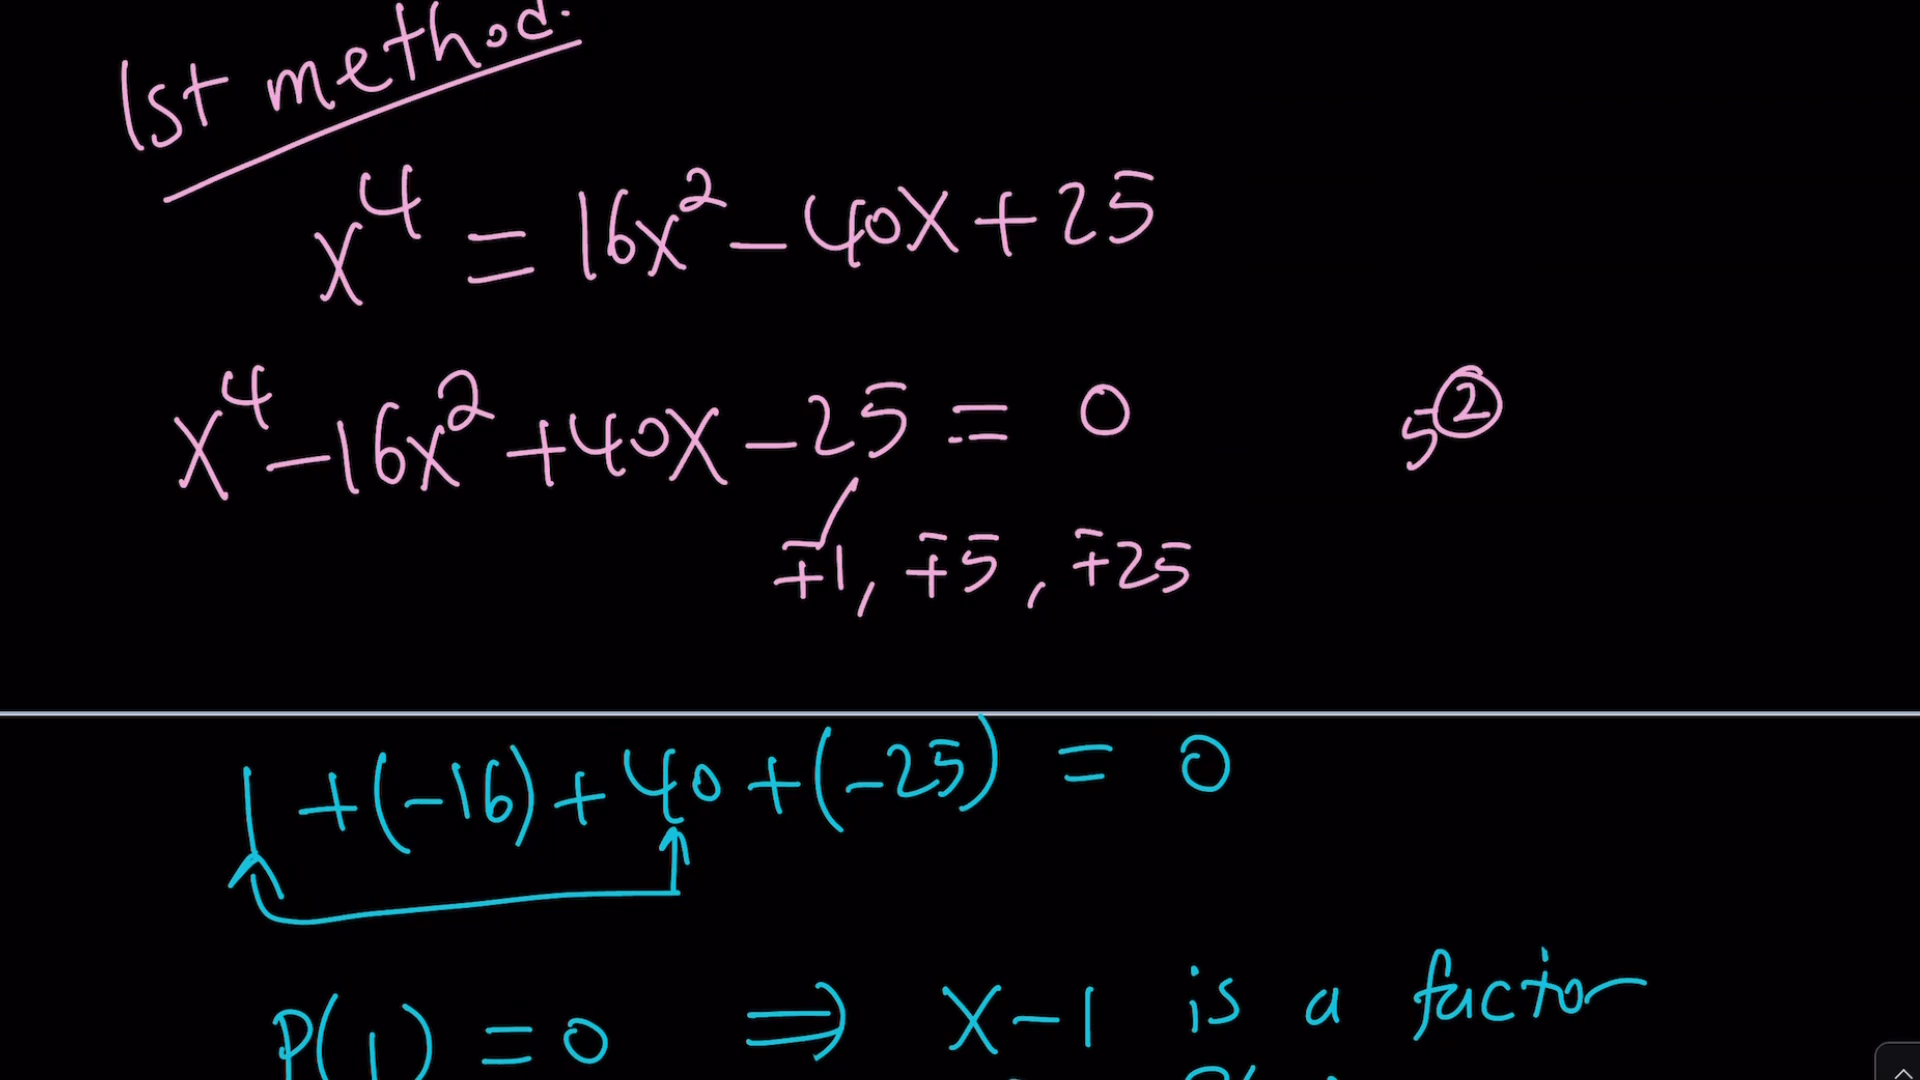 1st method.
x⁴ = 16x² - 40x + 25
x⁴ - 16x² + 40x - 25 = 0 5²
∓1, ∓5, ∓25
1 + (-16) + 40 + (-25) = 0
P(1) = 0 ⇒ x-1 is a factor